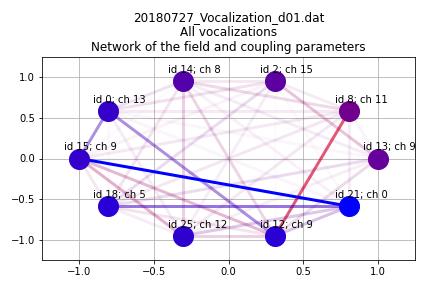 20180727_Vocalization_d01.dat
All vocalizations
Network of the field and coupling parameters
id 14; ch 8
id 2; ch 15
id 0; ch 13
id 8; ch 11
id 15; ch 9
id 13; ch 9
id 18; ch 5
id 21; ch 0
id 25; ch 12
id 12; ch 9
1.0
0.5
0.0
−0.5
−1.0
−1.0
−0.5
0.0
0.5
1.0